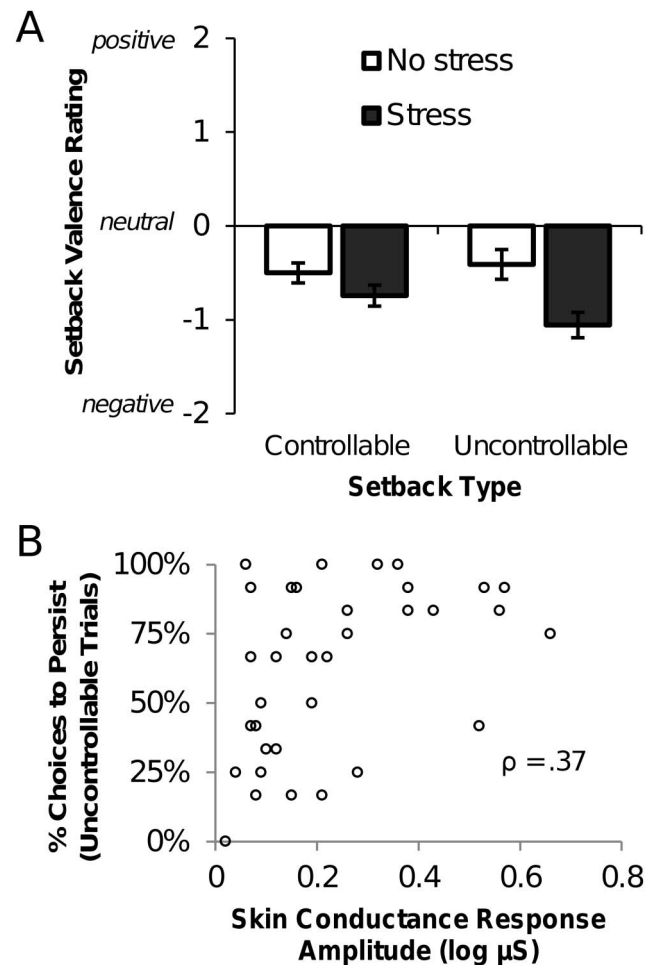 A
Setback Valence Rating
positive 2
1
neutral 0
-1
negative -2
No stress
Stress
Controllable Uncontrollable
Setback Type
B
% Choices to Persist
(Uncontrollable Trials)
100%
75%
50%
25%
0%
ρ =.37
0 0.2 0.4 0.6 0.8
Skin Conductance Response
Amplitude (log µS)